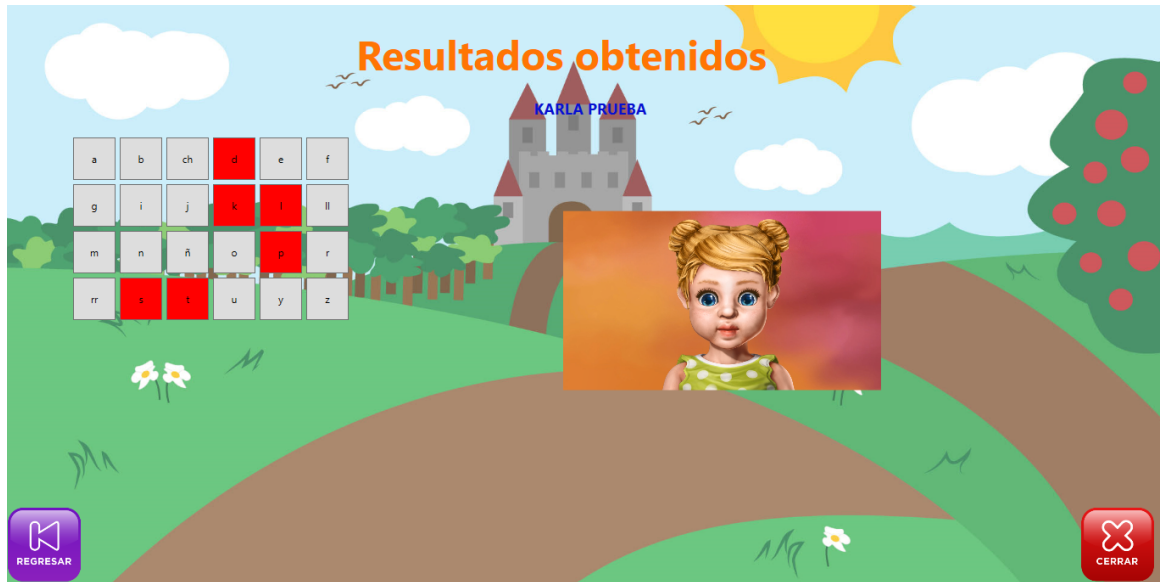 Resultados obtenidos
KARLA PRUEBA
a b ch d e f
g i j k l ll
m n ñ o p r
rr s t u y z
REGRESAR
CERRAR